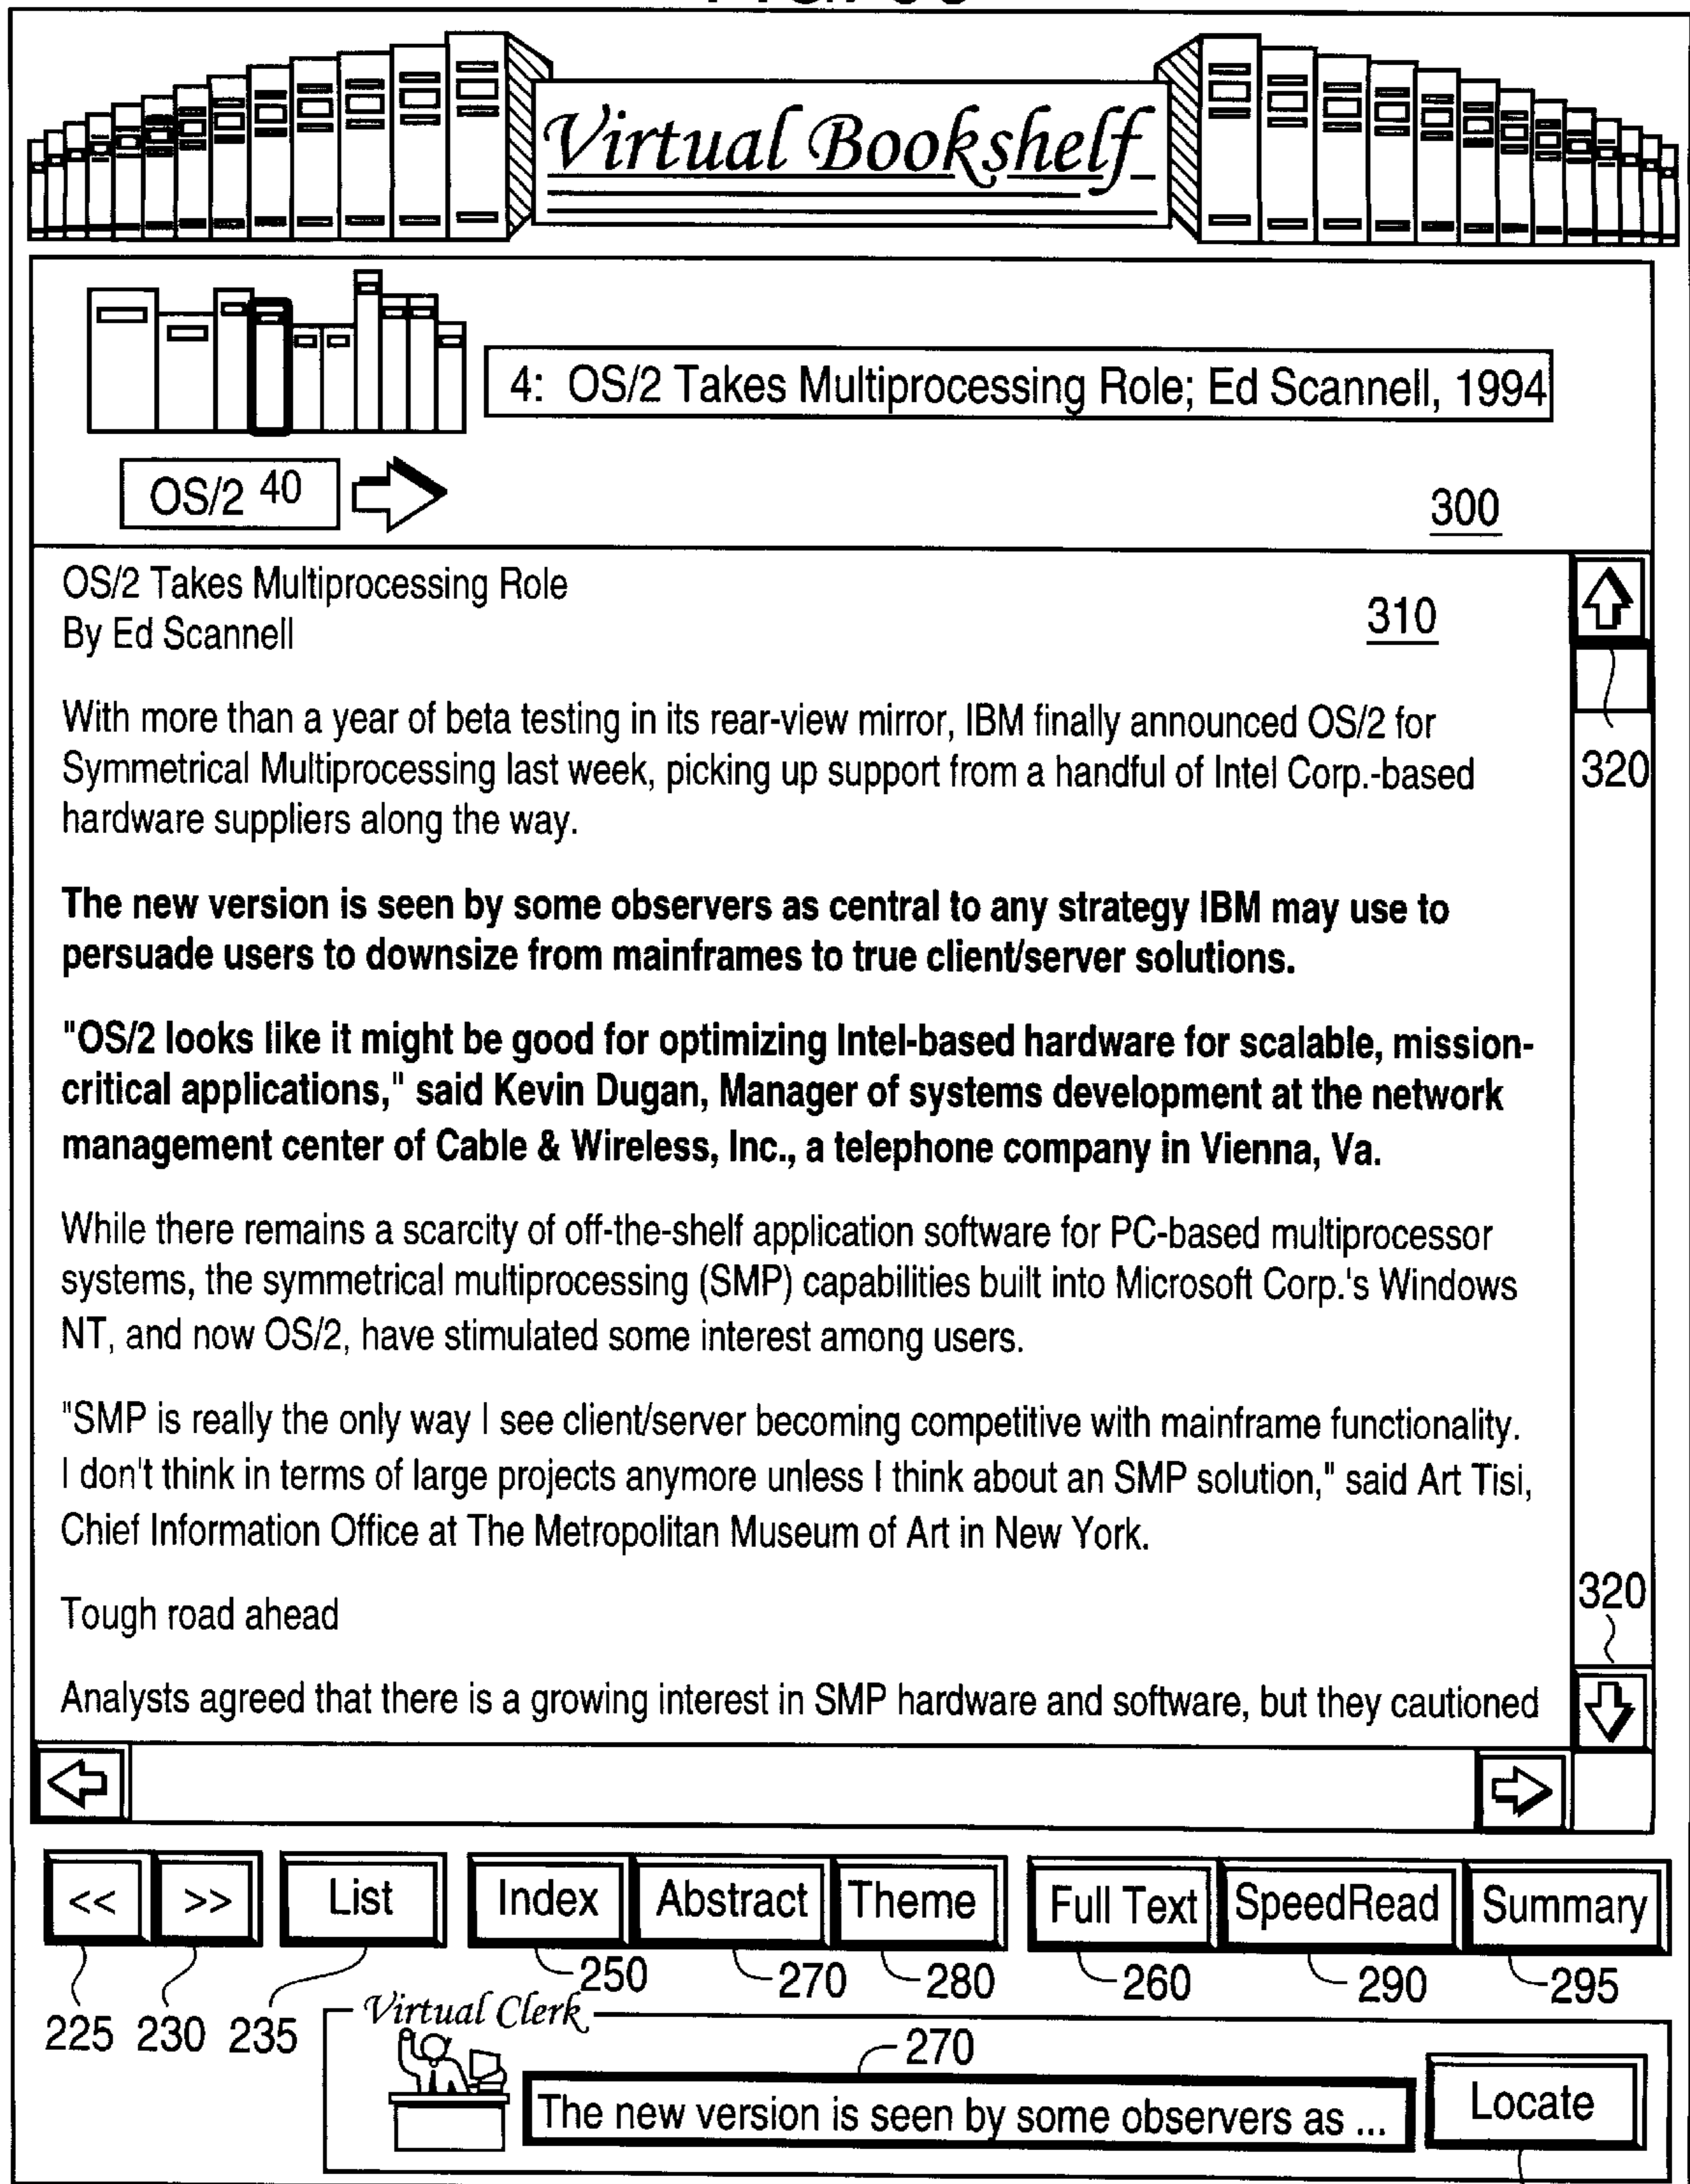 Virtual Bookshelf
4: OS/2 Takes Multiprocessing Role; Ed Scannell, 1994
OS/2 40
300
OS/2 Takes Multiprocessing Role
310
By Ed Scannell
With more than a year of beta testing in its rear-view mirror, IBM finally announced OS/2 for
Symmetrical Multiprocessing last week, picking up support from a handful of Intel Corp.-based
320
hardware suppliers along the way.
The new version is seen by some observers as central to any strategy IBM may use to
persuade users to downsize from mainframes to true client/server solutions.
"OS/2 looks like it might be good for optimizing Intel-based hardware for scalable, mission-
critical applications," said Kevin Dugan, Manager of systems development at the network
management center of Cable & Wireless, Inc., a telephone company in Vienna, Va.
While there remains a scarcity of off-the-shelf application software for PC-based multiprocessor
systems, the symmetrical multiprocessing (SMP) capabilities built into Microsoft Corp.'s Windows
NT, and now OS/2, have stimulated some interest among users.
"SMP is really the only way I see client/server becoming competitive with mainframe functionality.
I don't think in terms of large projects anymore unless I think about an SMP solution," said Art Tisi,
Chief Information Office at The Metropolitan Museum of Art in New York.
320
Tough road ahead
Analysts agreed that there is a growing interest in SMP hardware and software, but they cautioned
<< >> List Index Abstract Theme Full Text SpeedRead Summary
250 270 280 260 290 295
225 230 235
Virtual Clerk
270
The new version is seen by some observers as ...
Locate